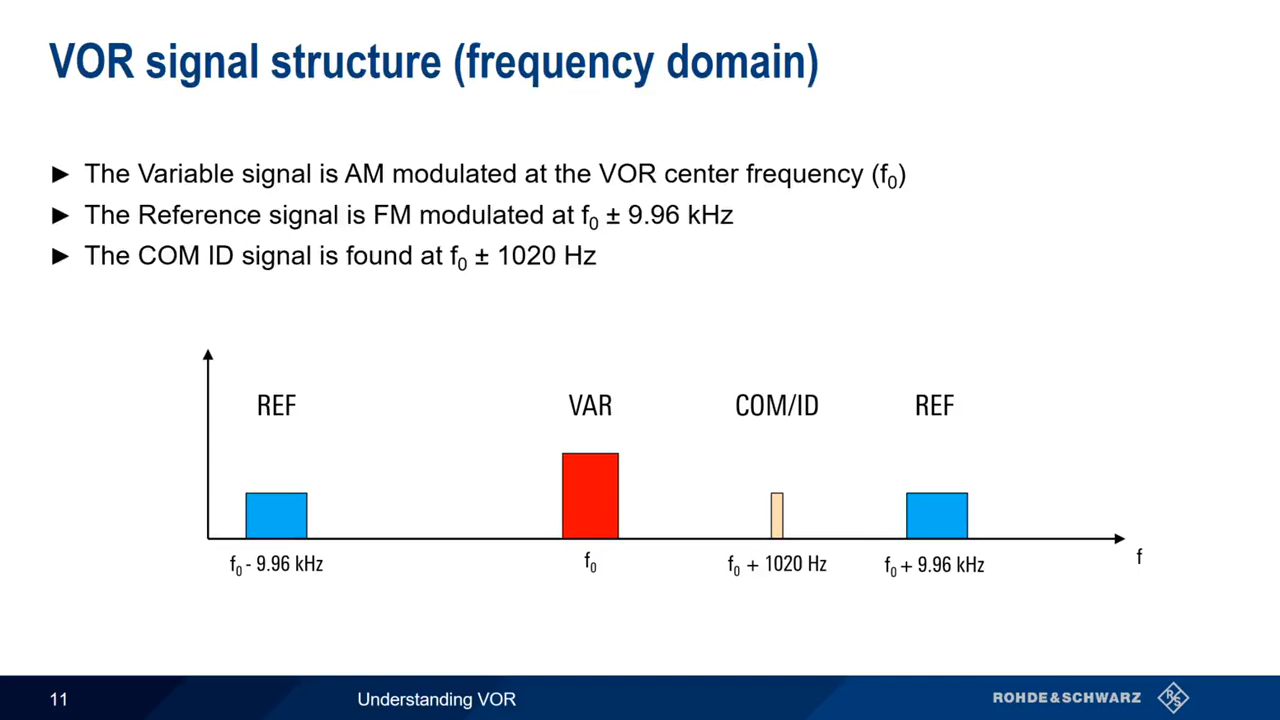 VOR signal structure (frequency domain)
► The Variable signal is AM modulated at the VOR center frequency (f₀)
► The Reference signal is FM modulated at f₀ ± 9.96 kHz
► The COM ID signal is found at f₀ ± 1020 Hz
REF VAR COM/ID REF
f₀ - 9.96 kHz f₀ f₀ + 1020 Hz f₀ + 9.96 kHz f
11 Understanding VOR ROHDE & SCHWARZ R S